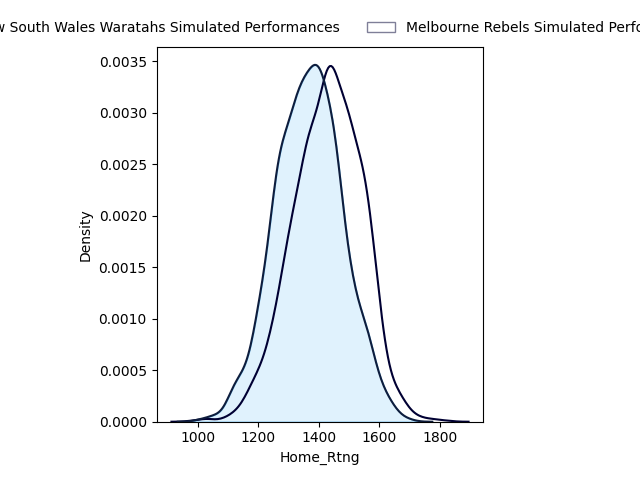 South Wales Waratahs Simulated Performances
Melbourne Rebels Simulated
0.0035
0.0030
0.0025
0.0020
0.0015
0.0010
0.0005
0.0000
Density
1000 1200 1400 1600 1800
Home_Rtng